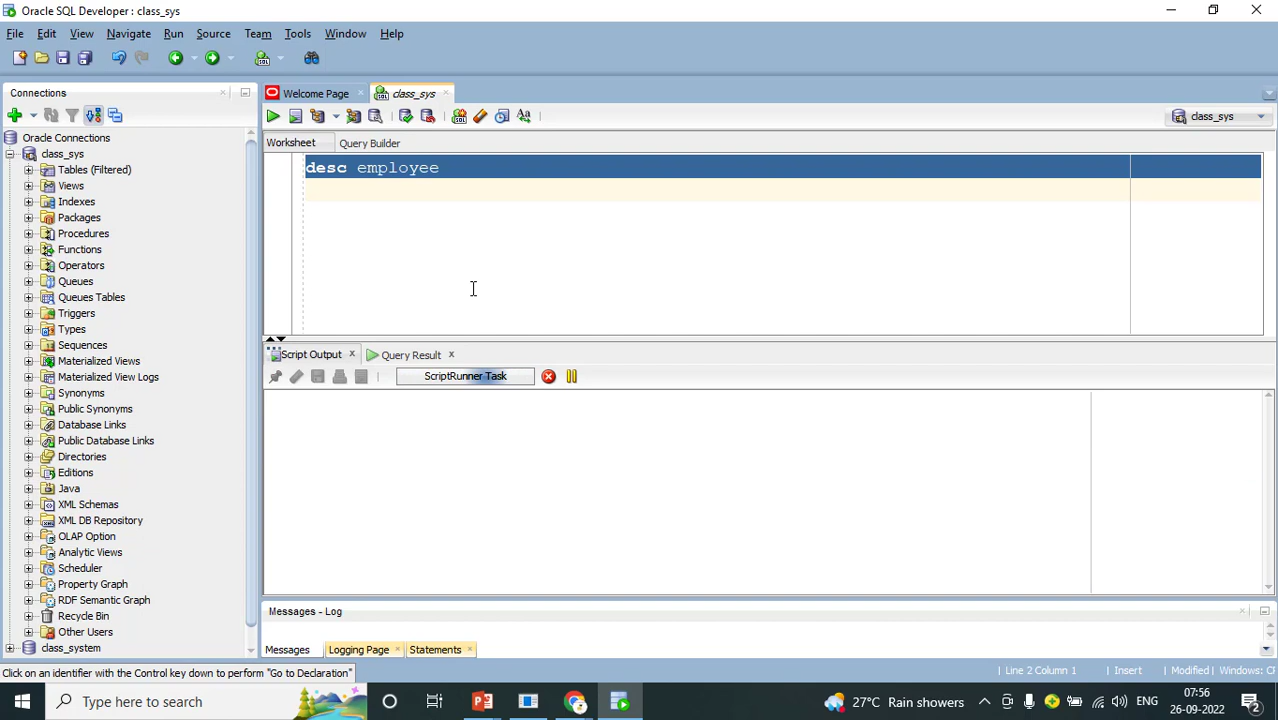 Oracle SQL Developer : class_sys
File Edit View Navigate Run Source Team Tools Window Help
Connections
Welcome Page
class_sys
class_sys
Worksheet Query Builder
desc employee
Oracle Connections
class_sys
Tables (Filtered)
Views
Indexes
Packages
Procedures
Functions
Operators
Queues
Queues Tables
Triggers
Types
Sequences
Materialized Views
Materialized View Logs
Synonyms
Public Synonyms
Database Links
Public Database Links
Directories
Editions
Java
XML Schemas
XML DB Repository
OLAP Option
Analytic Views
Scheduler
Property Graph
RDF Semantic Graph
Recycle Bin
Other Users
class_system
Script Output Query Result
ScriptRunner Task
Messages - Log
Messages Logging Page Statements
Click on an identifier with the Control key down to perform "Go to Declaration"
Line 2 Column 1 Insert Modified Windows: CF
Type here to search
27°C Rain showers
ENG
07:56
26-09-2022
2